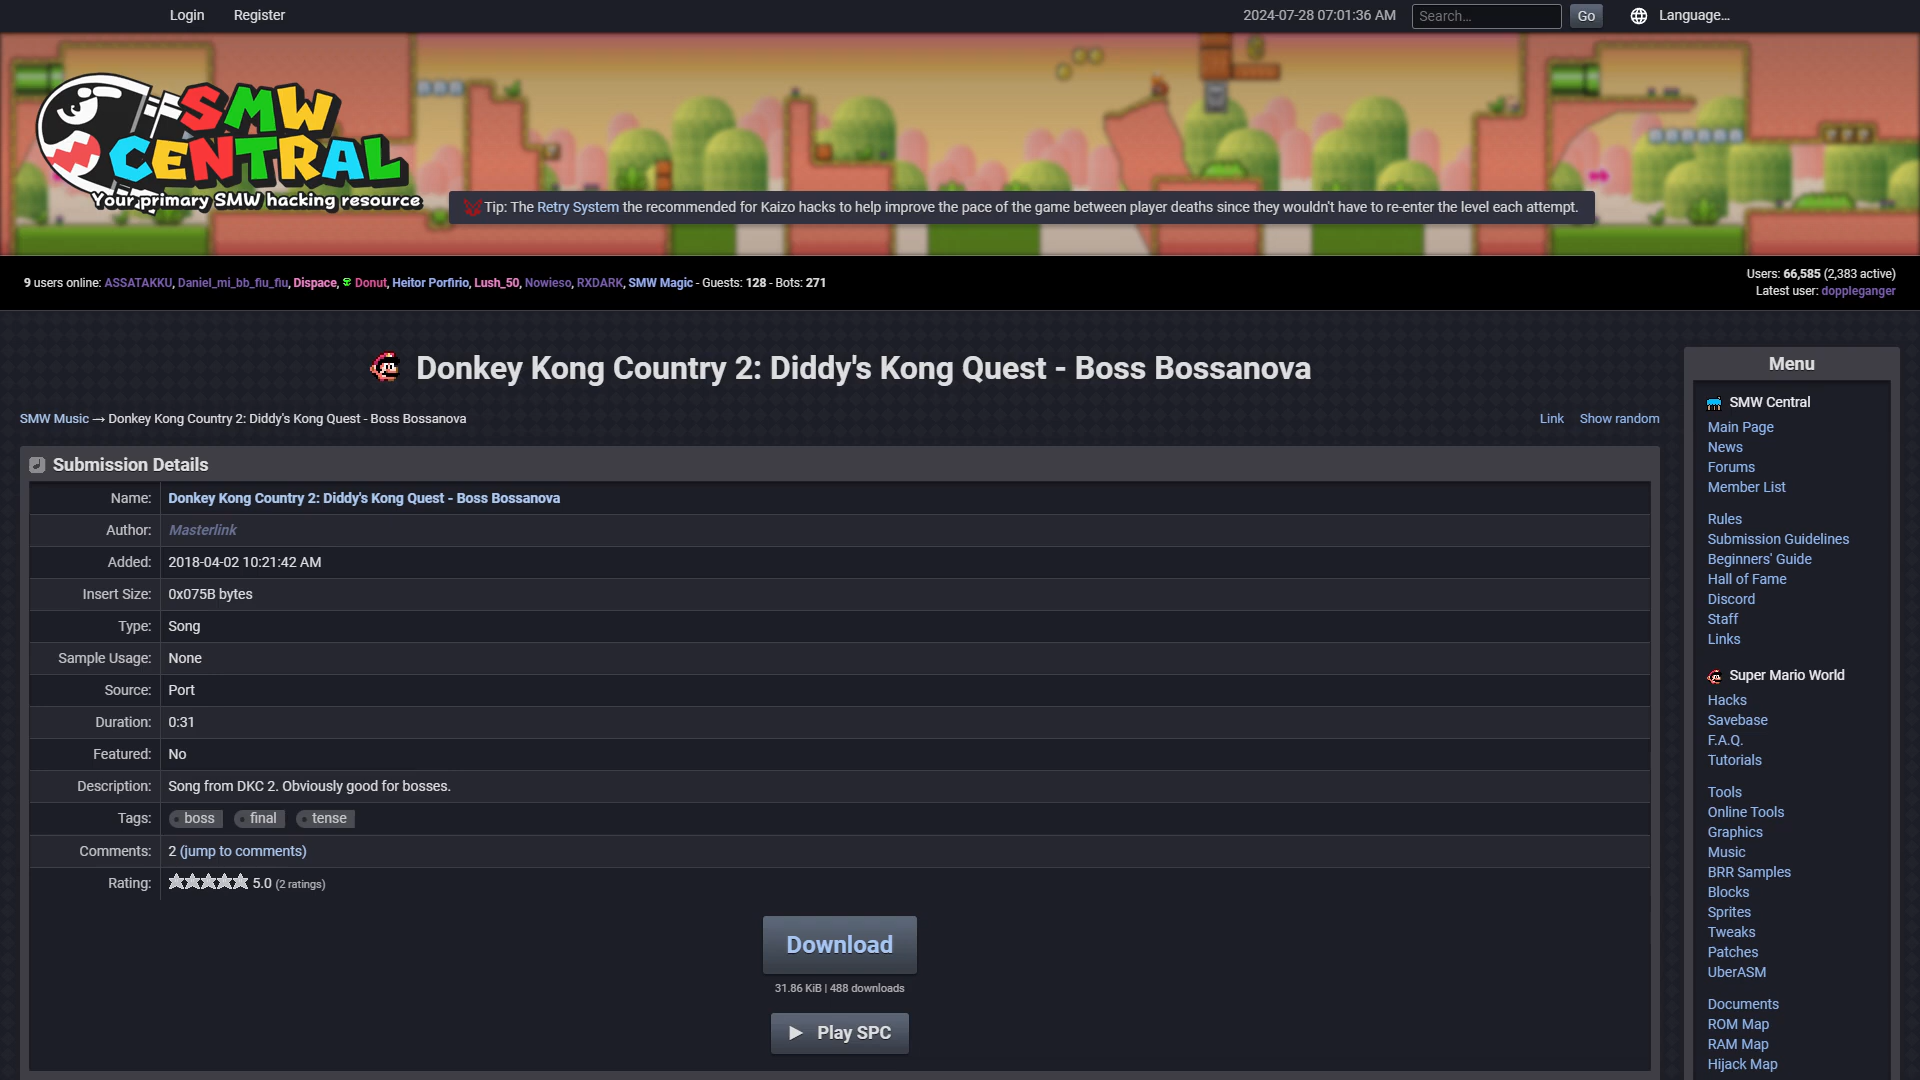 Login
Register
2024-07-28 07:01:36 AM
Search...
Go
Language...
SMW
CENTRAL
Your primary SMW hacking resource
Tip: The Retry System the recommended for Kaizo hacks to help improve the pace of the game between player deaths since they wouldn't have to re-enter the level each attempt.
9 users online: ASSATAKKU, Daniel_mi_bb_fiu_fiu, Dispace, Donut, Heitor Porfirio, Lush_50, Nowieso, RXDARK, SMW Magic - Guests: 128 - Bots: 271
Users: 66,585 (2,383 active)
Latest user: doppleganger
Donkey Kong Country 2: Diddy's Kong Quest - Boss Bossanova
SMW Music → Donkey Kong Country 2: Diddy's Kong Quest - Boss Bossanova
Link
Show random
Submission Details
Name: Donkey Kong Country 2: Diddy's Kong Quest - Boss Bossanova
Author: Masterlink
Added: 2018-04-02 10:21:42 AM
Insert Size: 0x075B bytes
Type: Song
Sample Usage: None
Source: Port
Duration: 0:31
Featured: No
Description: Song from DKC 2. Obviously good for bosses.
Tags: boss final tense
Comments: 2 (jump to comments)
Rating: 5.0 (2 ratings)
Download
31.86 KiB | 488 downloads
Play SPC
Menu
SMW Central
Main Page
News
Forums
Member List
Rules
Submission Guidelines
Beginners' Guide
Hall of Fame
Discord
Staff
Links
Super Mario World
Hacks
Savebase
F.A.Q.
Tutorials
Tools
Online Tools
Graphics
Music
BRR Samples
Blocks
Sprites
Tweaks
Patches
UberASM
Documents
ROM Map
RAM Map
Hijack Map